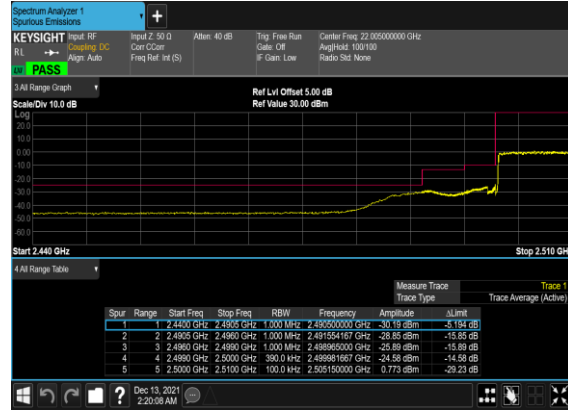 Spectrum Analyzer 1
Spurious Emissions
+
KEYSIGHT Input: RF Input Z: 50 Ω Atten: 40 dB Trig: Free Run Center Freq: 22.005000000 GHz
RL Coupling: DC Corr CCorr Gate: Off Avg|Hold: 100/100
Align: Auto Freq Ref: Int (S) IF Gain: Low Radio Std: None
PASS
3 All Range Graph Ref Lvl Offset 5.00 dB
Scale/Div 10.0 dB Ref Value 30.00 dBm
Log
20.0
10.0
0.00
-10.0
-20.0
-30.0
-40.0
-50.0
-60.0
Start 2.440 GHz Stop 2.510 GH
4 All Range Table
Measure Trace Trace 1
Trace Type Trace Average (Active)
Spur Range Start Freq Stop Freq RBW Frequency Amplitude ΔLimit
1 1 2.4400 GHz 2.4905 GHz 1.000 MHz 2.490500000 GHz -30.19 dBm -5.194 dB
2 2 2.4905 GHz 2.4960 GHz 1.000 MHz 2.491554167 GHz -28.85 dBm -15.85 dB
3 3 2.4960 GHz 2.4990 GHz 1.000 MHz 2.498965000 GHz -25.89 dBm -15.89 dB
4 4 2.4990 GHz 2.5000 GHz 390.0 kHz 2.499981667 GHz -24.58 dBm -14.58 dB
5 5 2.5000 GHz 2.5100 GHz 100.0 kHz 2.505150000 GHz 0.773 dBm -29.23 dB
? Dec 13, 2021
2:20:08 AM